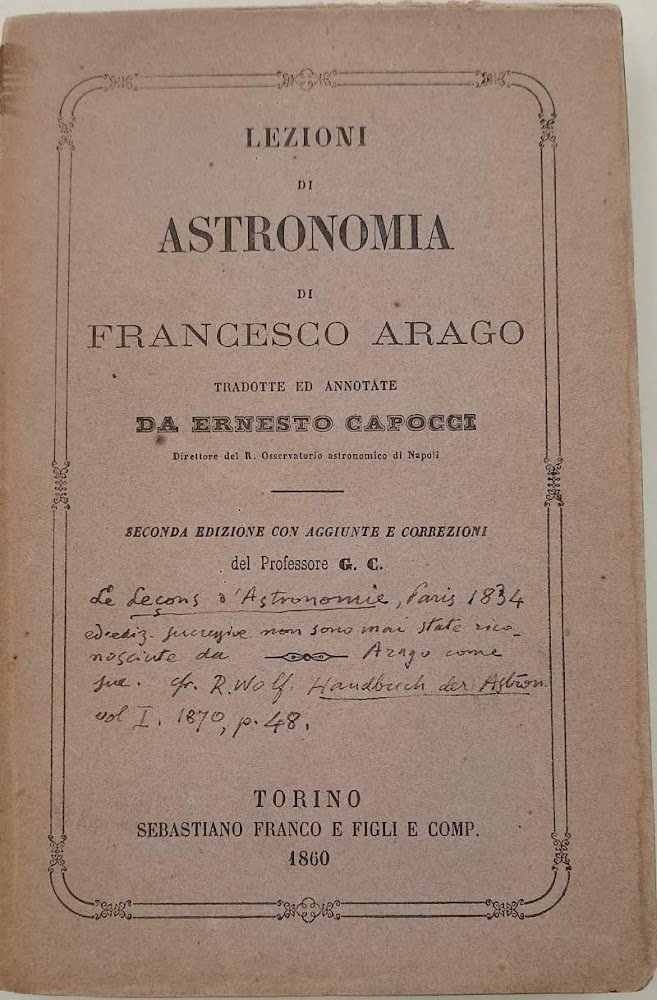 LEZIONI
DI
ASTRONOMIA
DI
FRANCESCO ARAGO
TRADOTTE ED ANNOTATE
DA ERNESTO CAPOCCI
Direttore del R. Osservatorio astronomico di Napoli
SECONDA EDIZIONE CON AGGIUNTE E CORREZIONI
del Professore G. C.
Le Leçons d'Astronomie, Paris 1834
ed ediz. successive non sono mai state rico-
nosciute da Arago come
sue. Cfr. R. Wolf. Handbuch der Astron.
vol I. 1870, p. 48.
TORINO
SEBASTIANO FRANCO E FIGLI E COMP.
1860